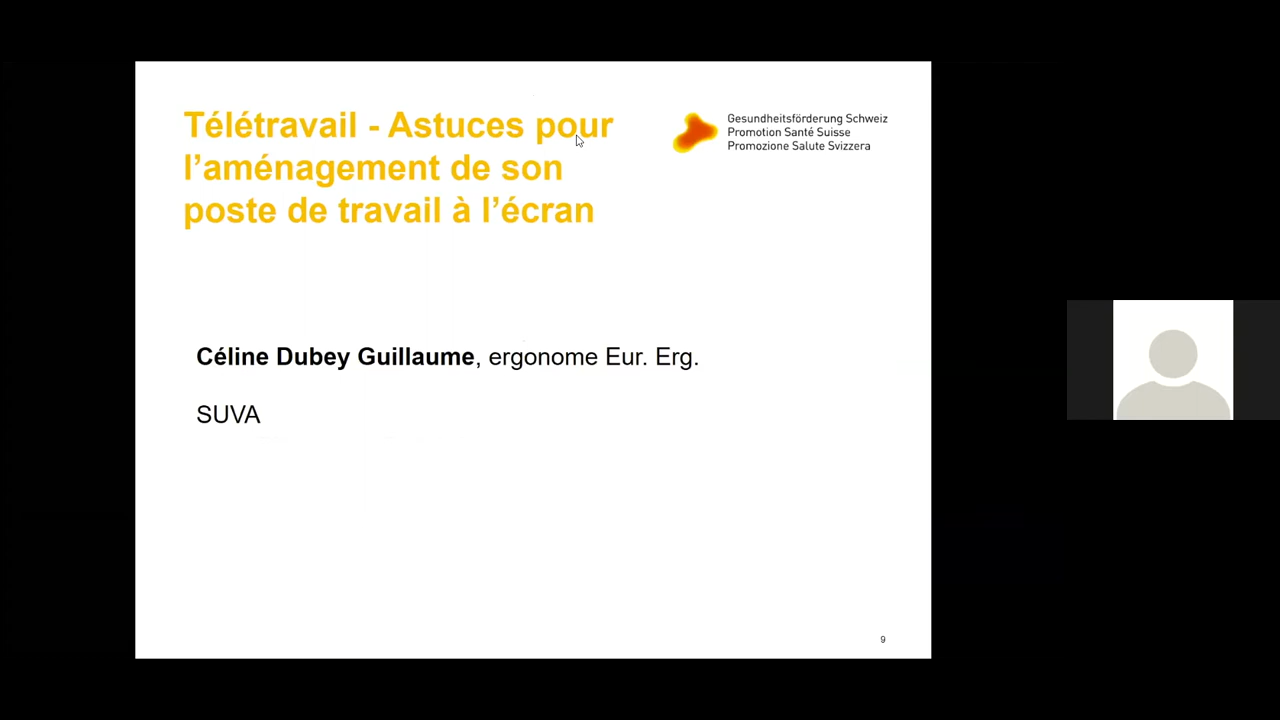 Télétravail - Astuces pour
l’aménagement de son
poste de travail à l’écran
Gesundheitsförderung Schweiz
Promotion Santé Suisse
Promozione Salute Svizzera
Céline Dubey Guillaume, ergonome Eur. Erg.
SUVA
9